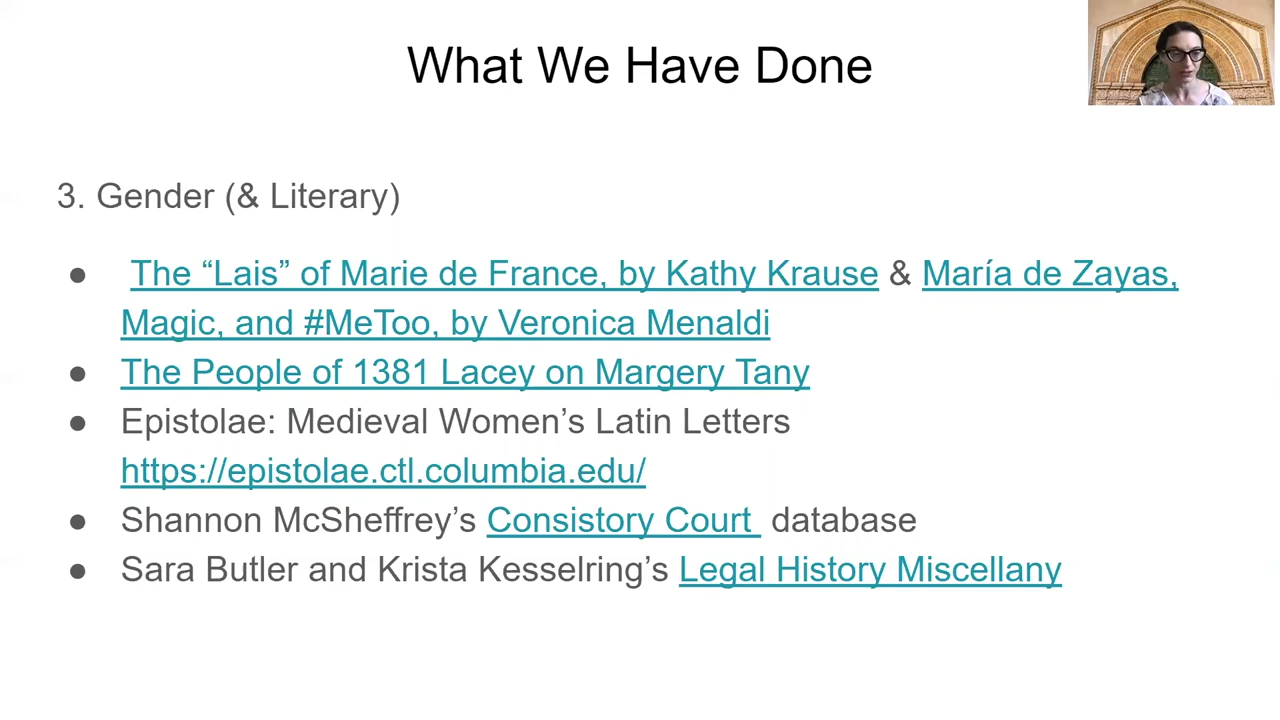 What We Have Done
3. Gender (& Literary)
● The “Lais” of Marie de France, by Kathy Krause & María de Zayas,
Magic, and #MeToo, by Veronica Menaldi
● The People of 1381 Lacey on Margery Tany
● Epistolae: Medieval Women’s Latin Letters
https://epistolae.ctl.columbia.edu/
● Shannon McSheffrey’s Consistory Court database
● Sara Butler and Krista Kesselring’s Legal History Miscellany